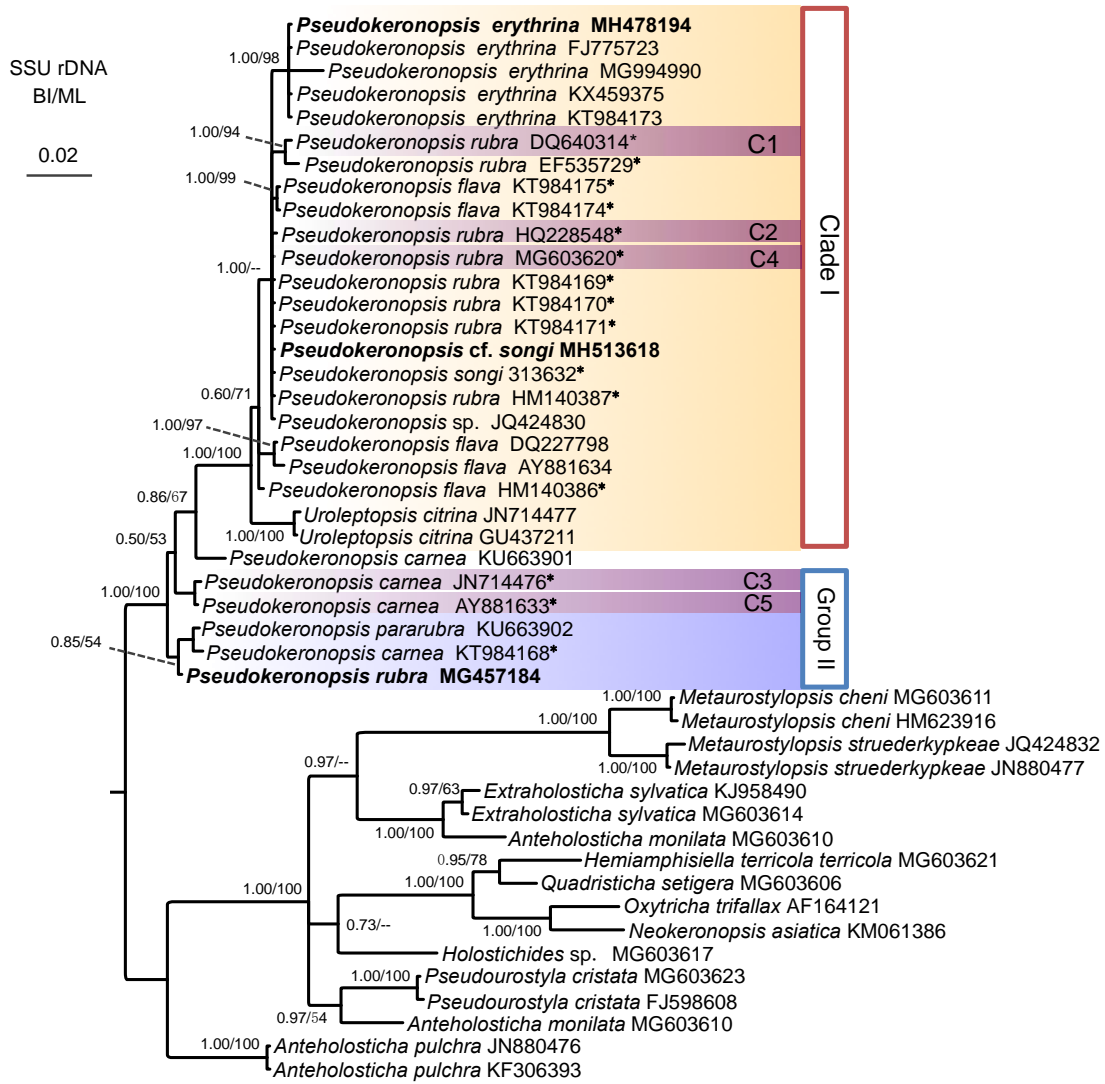 Pseudokeronopsis erythrina MH478194
Pseudokeronopsis erythrina FJ775723
1.00/98
SSU rDNA
BI/ML
Pseudokeronopsis erythrina MG994990
Pseudokeronopsis erythrina KX459375
Pseudokeronopsis erythrina KT984173
0.02
1.00/94
Pseudokeronopsis rubra DQ640314*
C1
Pseudokeronopsis rubra EF535729*
1.00/99
Pseudokeronopsis flava KT984175*
Pseudokeronopsis flava KT984174*
Pseudokeronopsis rubra HQ228548*
C2
Clade I
Pseudokeronopsis rubra MG603620*
C4
1.00/--
Pseudokeronopsis rubra KT984169*
Pseudokeronopsis rubra KT984170*
Pseudokeronopsis rubra KT984171*
Pseudokeronopsis cf. songi MH513618
Pseudokeronopsis songi 313632*
0.60/71
Pseudokeronopsis rubra HM140387*
Pseudokeronopsis sp. JQ424830
1.00/97
Pseudokeronopsis flava DQ227798
1.00/100
Pseudokeronopsis flava AY881634
Pseudokeronopsis flava HM140386*
0.86/67
Uroleptopsis citrina JN714477
1.00/100
Uroleptopsis citrina GU437211
0.50/53
Pseudokeronopsis carnea KU663901
1.00/100
Pseudokeronopsis carnea JN714476*
C3
Pseudokeronopsis carnea AY881633*
C5
Group II
Pseudokeronopsis pararubra KU663902
0.85/54
Pseudokeronopsis carnea KT984168*
Pseudokeronopsis rubra MG457184
1.00/100
Metaurostylopsis cheni MG603611
1.00/100
Metaurostylopsis cheni HM623916
Metaurostylopsis struederkypkeae JQ424832
1.00/100
Metaurostylopsis struederkypkeae JN880477
0.97/--
0.97/63
Extraholosticha sylvatica KJ958490
Extraholosticha sylvatica MG603614
1.00/100
Anteholosticha monilata MG603610
0.95/78
Hemiamphisiella terricola terricola MG603621
1.00/100
Quadristicha setigera MG603606
1.00/100
Oxytricha trifallax AF164121
0.73/--
1.00/100
Neokeronopsis asiatica KM061386
Holostichides sp. MG603617
1.00/100
Pseudourostyla cristata MG603623
Pseudourostyla cristata FJ598608
0.97/54
Anteholosticha monilata MG603610
1.00/100
Anteholosticha pulchra JN880476
Anteholosticha pulchra KF306393